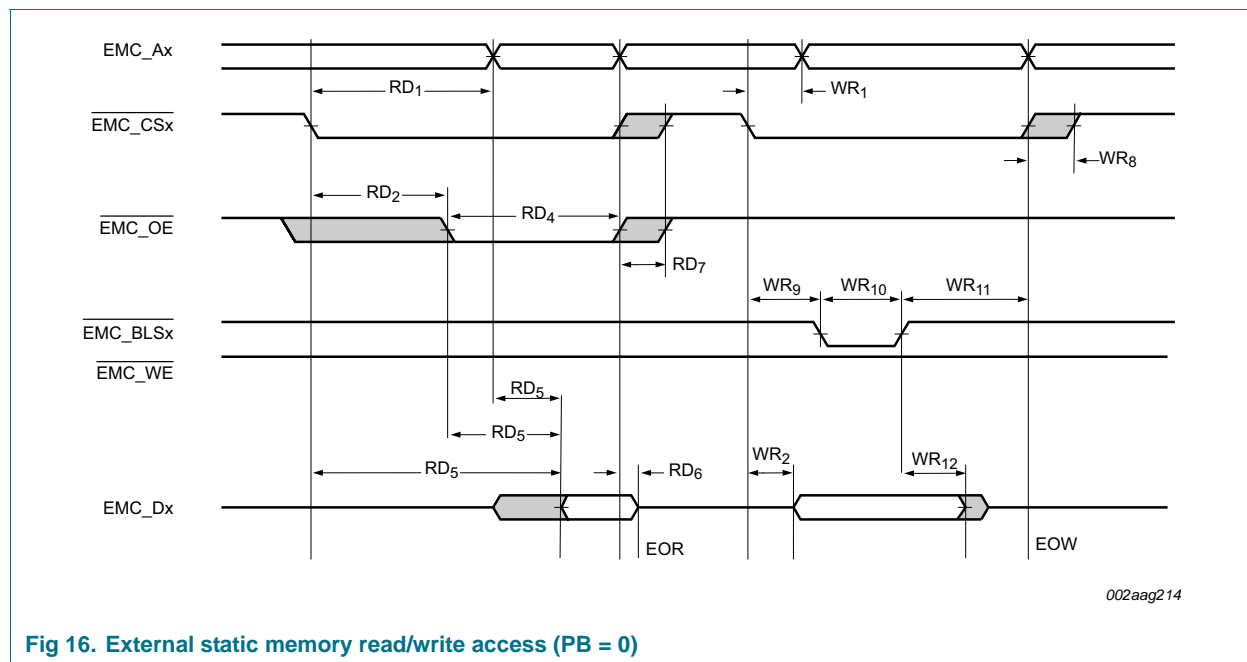 EMC_Ax
RD1
WR1
EMC_CSx
WR8
RD2
RD4
EMC_OE
RD7
WR9
WR10
WR11
EMC_BLSx
EMC_WE
RD5
RD5
RD5
RD6
WR2
WR12
EMC_Dx
EOR
EOW
002aag214
Fig 16. External static memory read/write access (PB = 0)